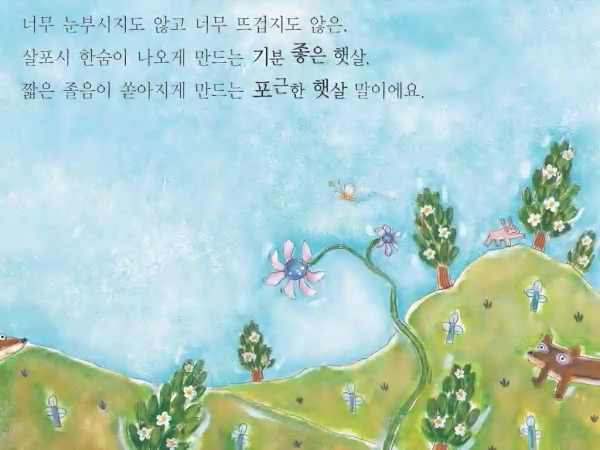 너무 눈부시지도 않고 너무 뜨겁지도 않은.
살포시 한숨이 나오게 만드는 기분 좋은 햇살.
짧은 졸음이 쏟아지게 만드는 포근한 햇살 말이에요.